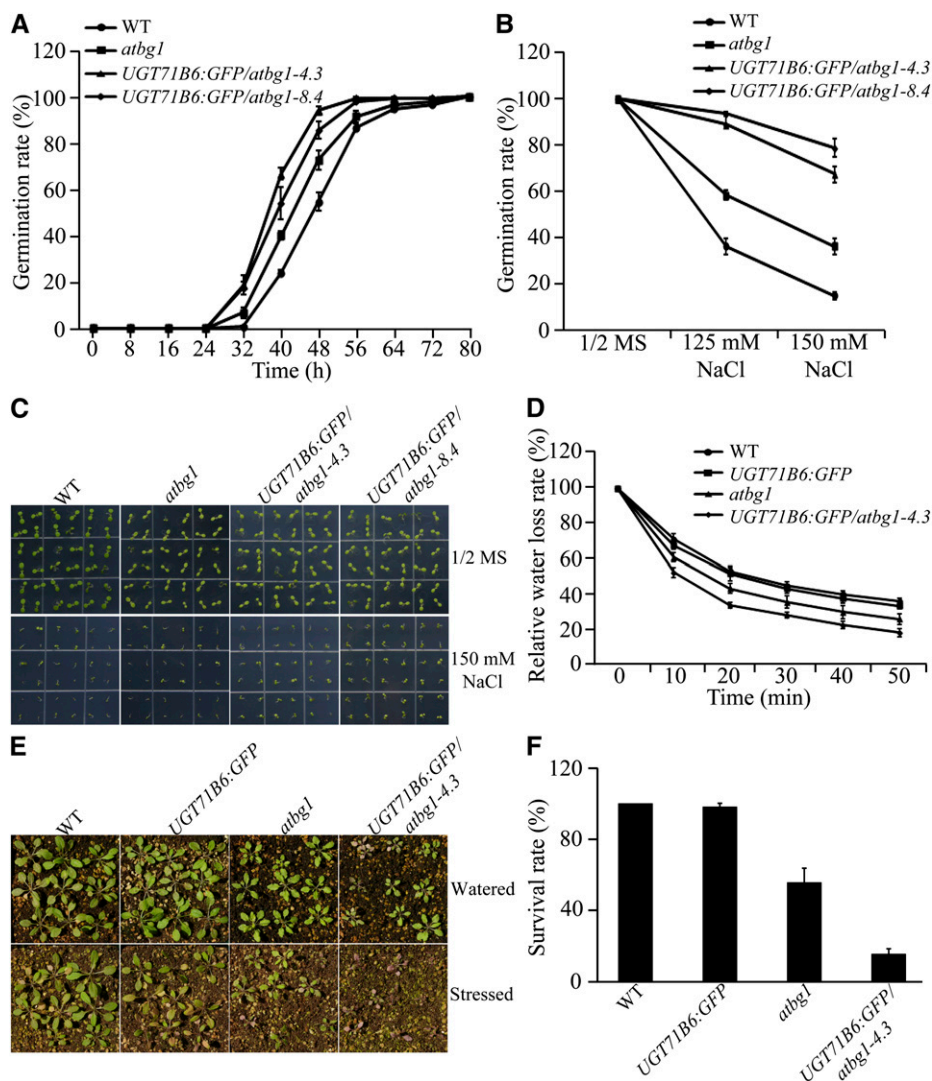 A
WT
atbg1
UGT71B6:GFP/atbg1-4.3
UGT71B6:GFP/atbg1-8.4
Germination rate (%)
120
100
80
60
40
20
0
0 8 16 24 32 40 48 56 64 72 80
Time (h)
B
WT
atbg1
UGT71B6:GFP/atbg1-4.3
UGT71B6:GFP/atbg1-8.4
Germination rate (%)
120
100
80
60
40
20
0
1/2 MS 125 mM 150 mM
NaCl NaCl
C
WT
atbg1
UGT71B6:GFP/
atbg1-4.3
UGT71B6:GFP/
atbg1-8.4
1/2 MS
150 mM
NaCl
D
WT
UGT71B6:GFP
atbg1
UGT71B6:GFP/atbg1-4.3
Relative water loss rate (%)
120
100
80
60
40
20
0
0 10 20 30 40 50
Time (min)
E
WT
UGT71B6:GFP
atbg1
UGT71B6:GFP/
atbg1-4.3
Watered
Stressed
F
Survival rate (%)
120
80
40
0
WT
UGT71B6:GFP
atbg1
UGT71B6:GFP/
atbg1-4.3